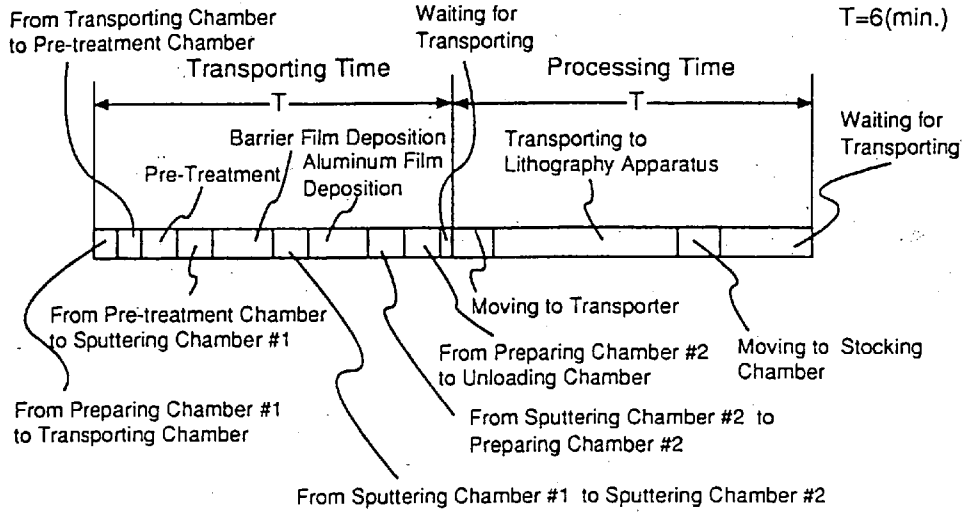 From Transporting Chamber
to Pre-treatment Chamber
Waiting for
Transporting
T=6(min.)
Transporting Time
Processing Time
T
T
Waiting for
Transporting
Barrier Film Deposition
Aluminum Film
Deposition
Pre-Treatment
Transporting to
Lithography Apparatus
From Pre-treatment Chamber
to Sputtering Chamber #1
Moving to Transporter
From Preparing Chamber #2
to Unloading Chamber
Moving to Stocking
Chamber
From Preparing Chamber #1
to Transporting Chamber
From Sputtering Chamber #2 to
Preparing Chamber #2
From Sputtering Chamber #1 to Sputtering Chamber #2